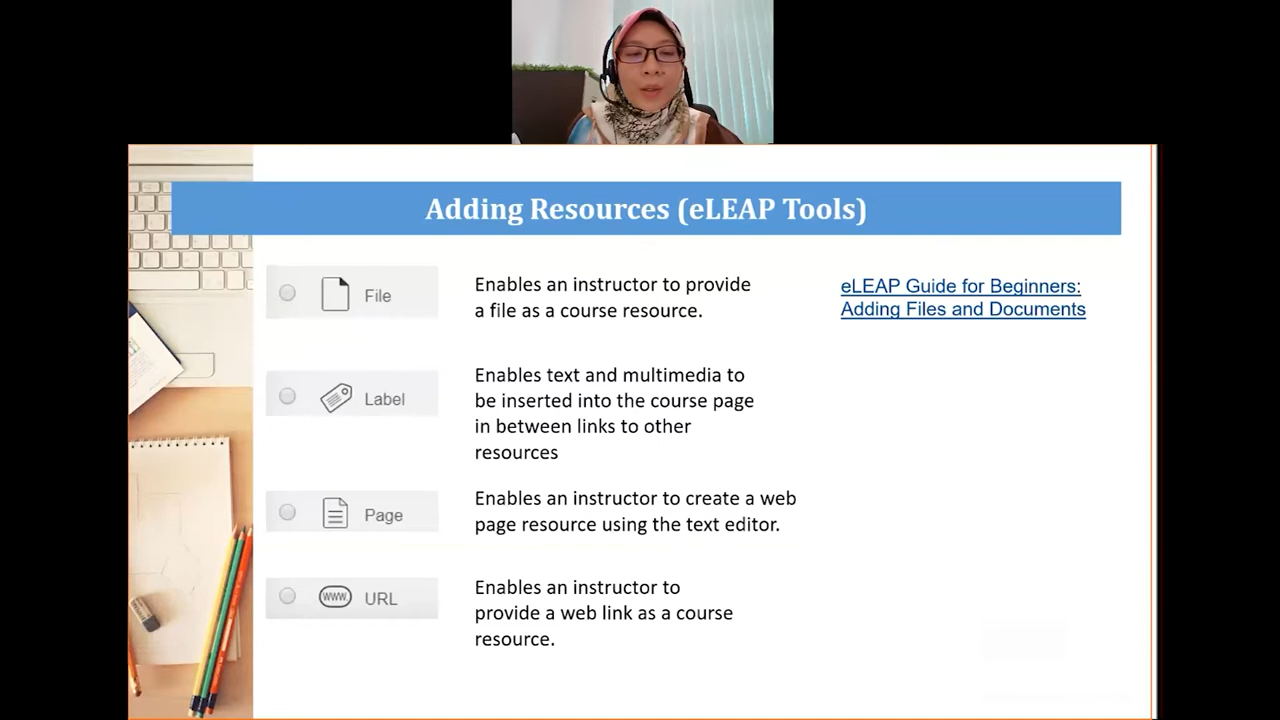 Adding Resources (eLEAP Tools)
File
Enables an instructor to provide
a file as a course resource.
eLEAP Guide for Beginners:
Adding Files and Documents
Label
Enables text and multimedia to
be inserted into the course page
in between links to other
resources
Page
Enables an instructor to create a web
page resource using the text editor.
www.
URL
Enables an instructor to
provide a web link as a course
resource.